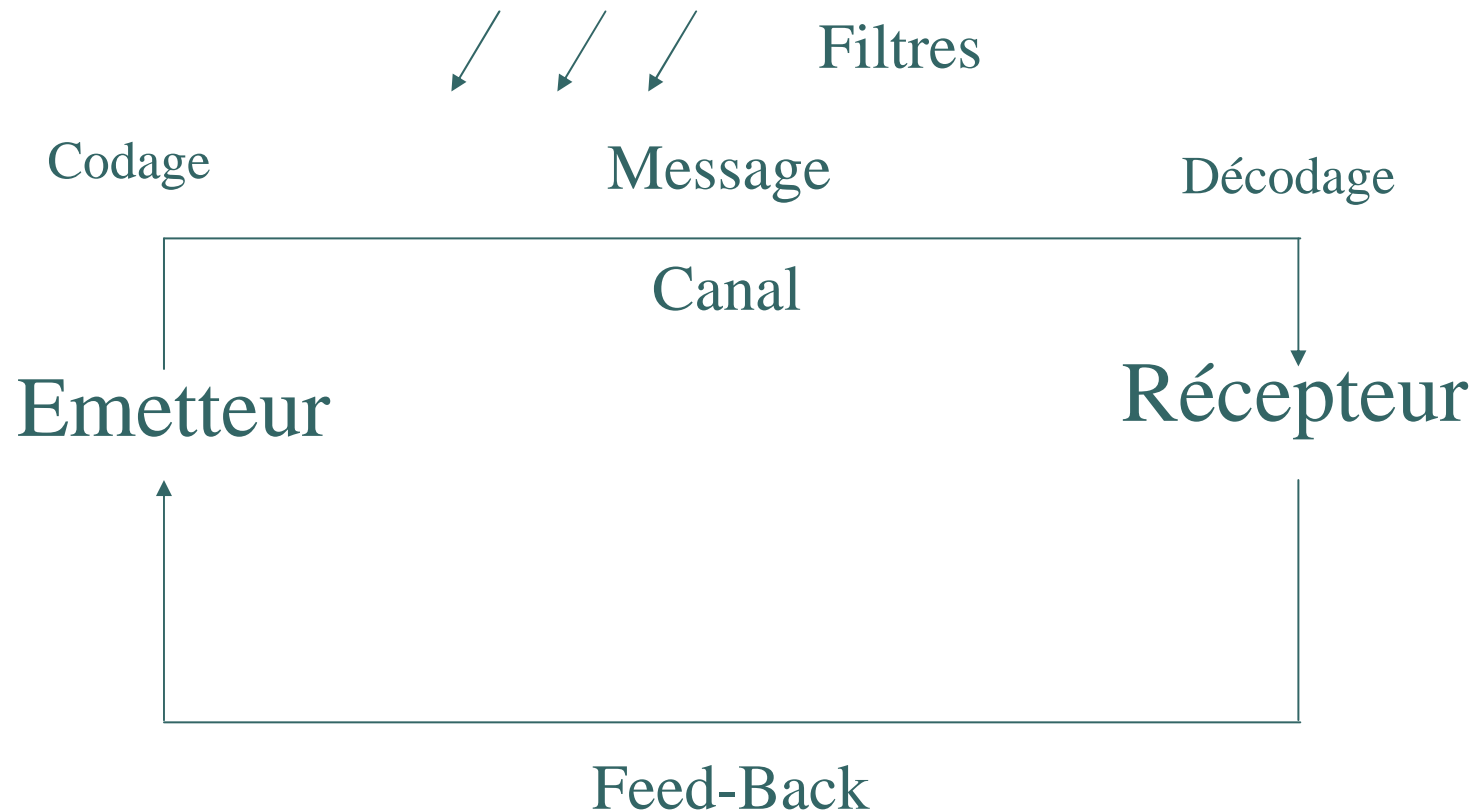 Filtres
Codage
Message
Décodage
Canal
Emetteur
Récepteur
Feed-Back